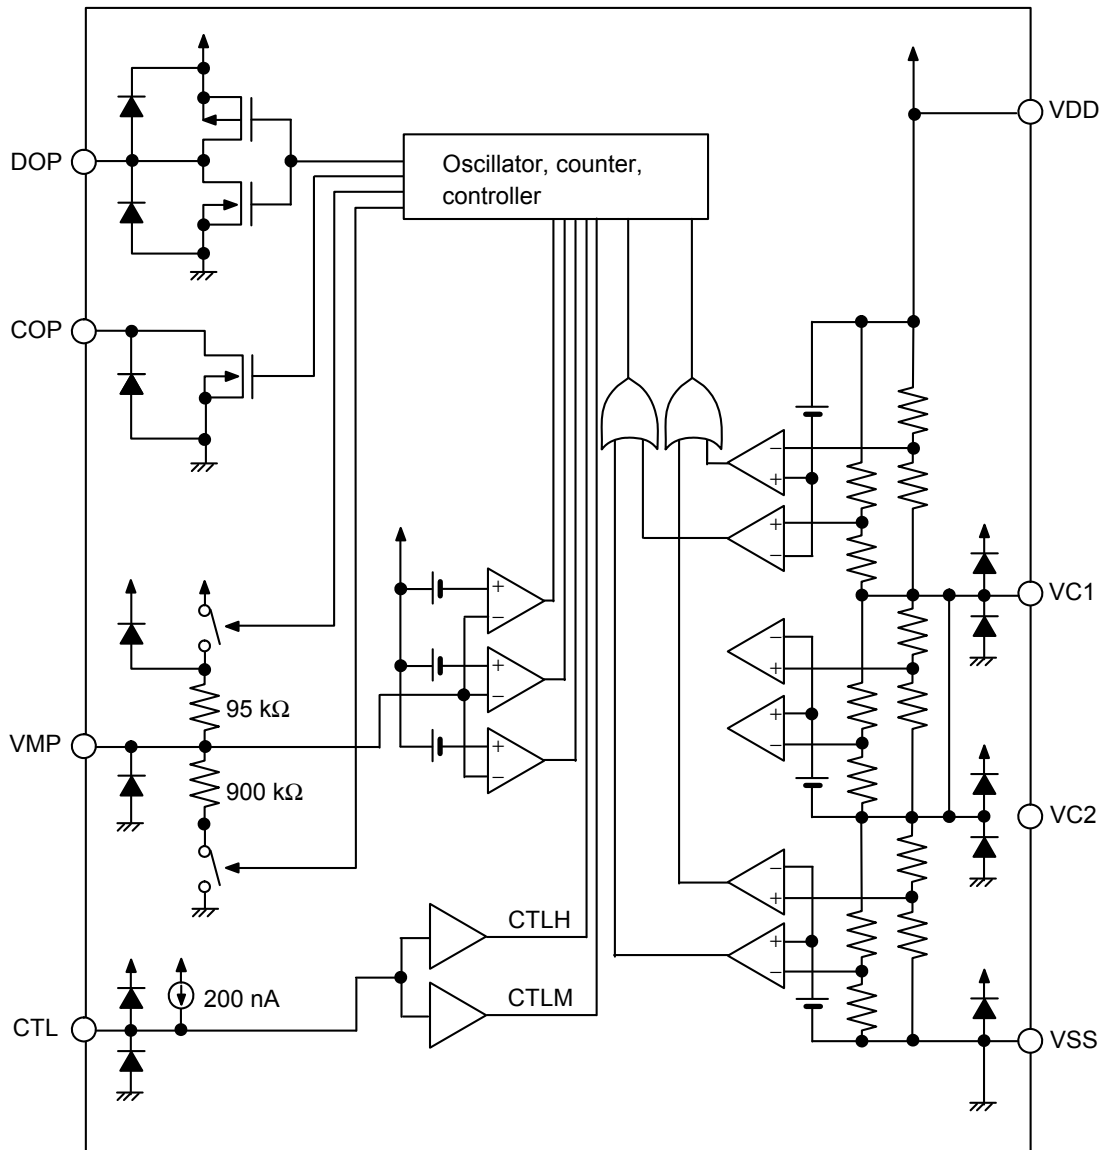 VDD
DOP
Oscillator, counter,
controller
COP
−
+
+
−
VC1
+
−
−
+
+
−
95 kΩ
+
−
VMP
+
−
900 kΩ
VC2
−
+
CTLH
+
−
200 nA
CTLM
CTL
VSS